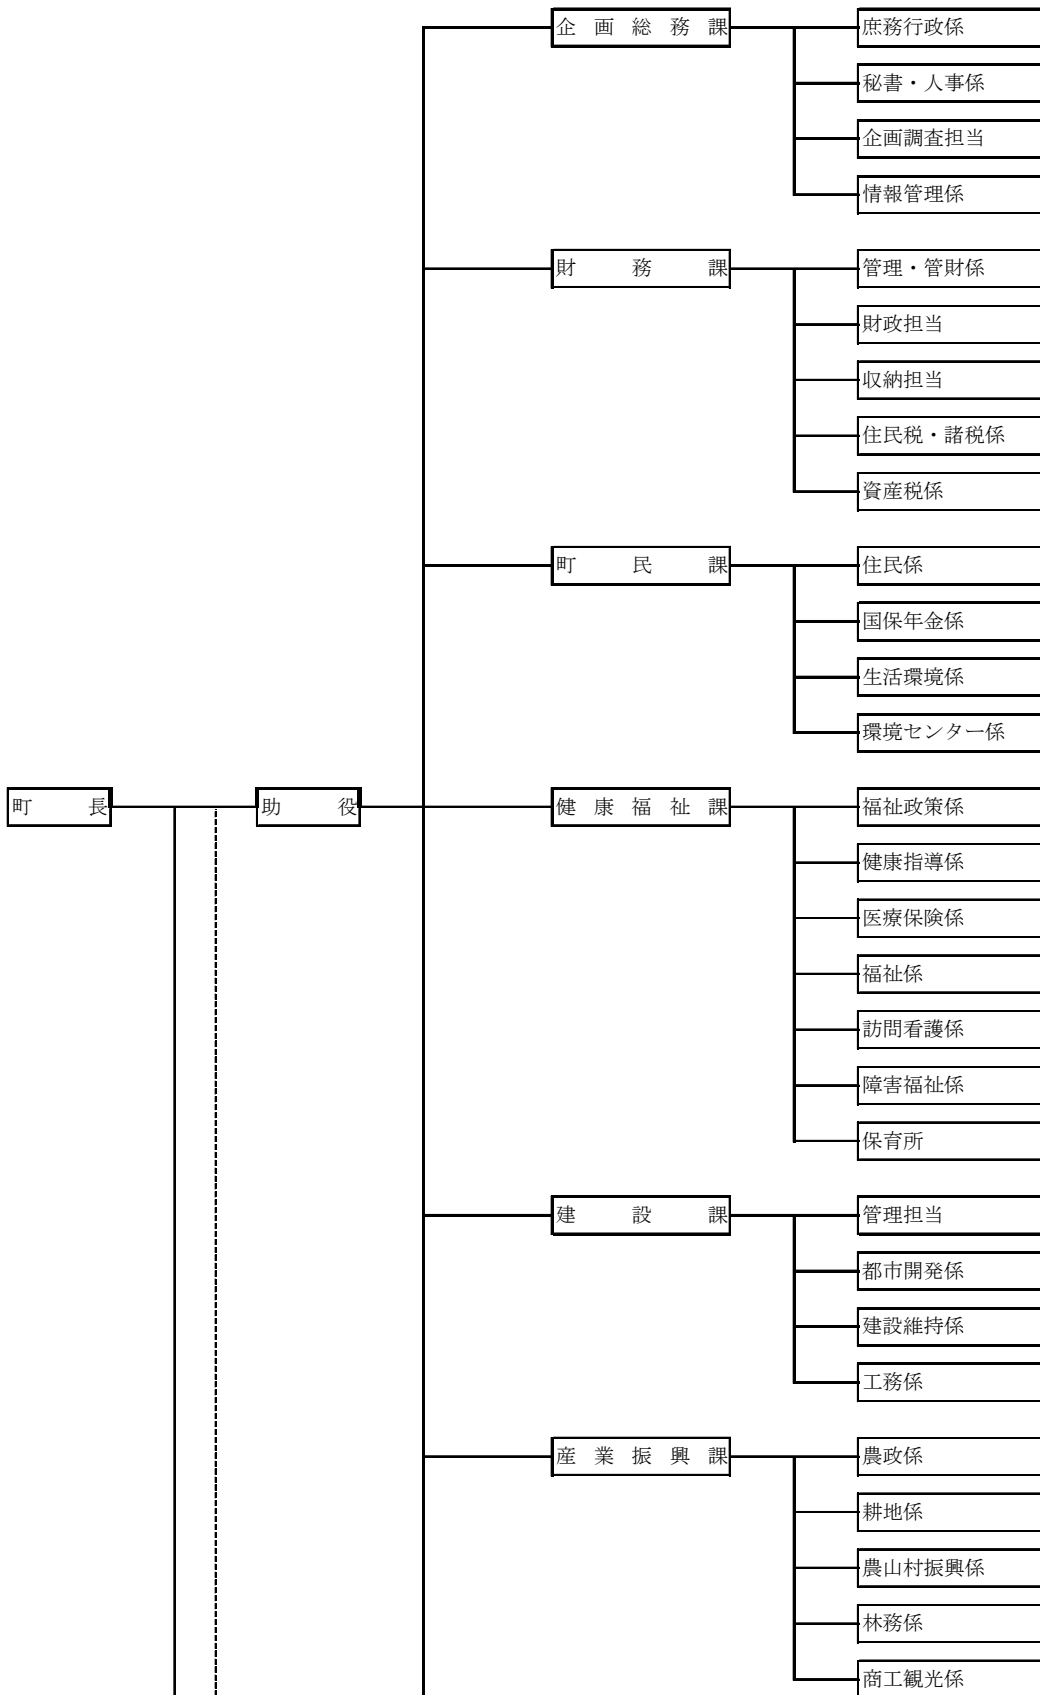 企画総務課
庶務行政係
秘書・人事係
企画調査担当
情報管理係
財務課
管理・管財係
財政担当
収納担当
住民税・諸税係
資産税係
町民課
住民係
国保年金係
生活環境係
環境センター係
町長
助役
健康福祉課
福祉政策係
健康指導係
医療保険係
福祉係
訪問看護係
障害福祉係
保育所
建設課
管理担当
都市開発係
建設維持係
工務係
産業振興課
農政係
耕地係
農山村振興係
林務係
商工観光係